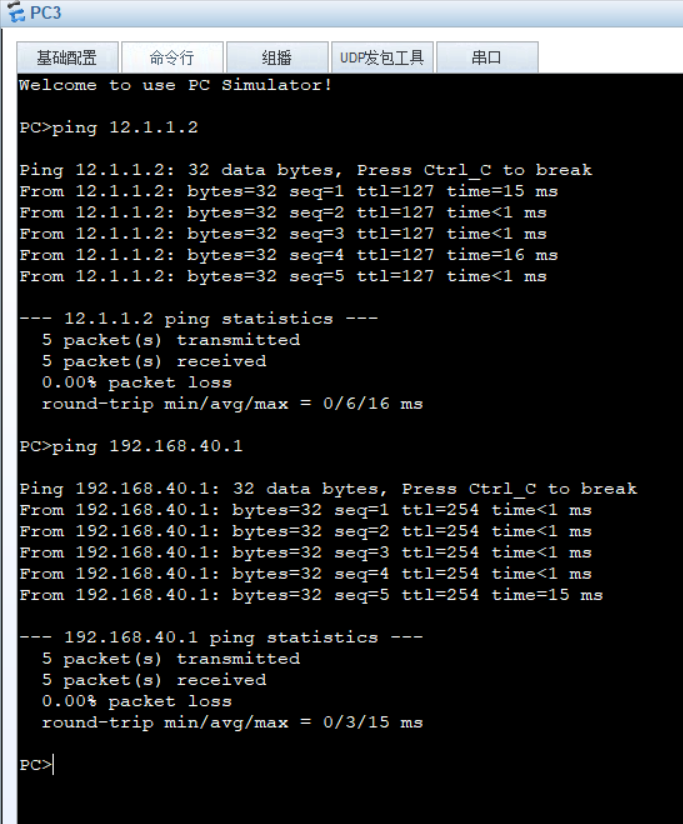 PC3
基础配置 命令行 组播 UDP发包工具 串口
Welcome to use PC Simulator!
PC>ping 12.1.1.2
Ping 12.1.1.2: 32 data bytes, Press Ctrl_C to break
From 12.1.1.2: bytes=32 seq=1 ttl=127 time=15 ms
From 12.1.1.2: bytes=32 seq=2 ttl=127 time<1 ms
From 12.1.1.2: bytes=32 seq=3 ttl=127 time<1 ms
From 12.1.1.2: bytes=32 seq=4 ttl=127 time=16 ms
From 12.1.1.2: bytes=32 seq=5 ttl=127 time<1 ms
--- 12.1.1.2 ping statistics ---
5 packet(s) transmitted
5 packet(s) received
0.00% packet loss
round-trip min/avg/max = 0/6/16 ms
PC>ping 192.168.40.1
Ping 192.168.40.1: 32 data bytes, Press Ctrl_C to break
From 192.168.40.1: bytes=32 seq=1 ttl=254 time<1 ms
From 192.168.40.1: bytes=32 seq=2 ttl=254 time<1 ms
From 192.168.40.1: bytes=32 seq=3 ttl=254 time<1 ms
From 192.168.40.1: bytes=32 seq=4 ttl=254 time<1 ms
From 192.168.40.1: bytes=32 seq=5 ttl=254 time=15 ms
--- 192.168.40.1 ping statistics ---
5 packet(s) transmitted
5 packet(s) received
0.00% packet loss
round-trip min/avg/max = 0/3/15 ms
PC>